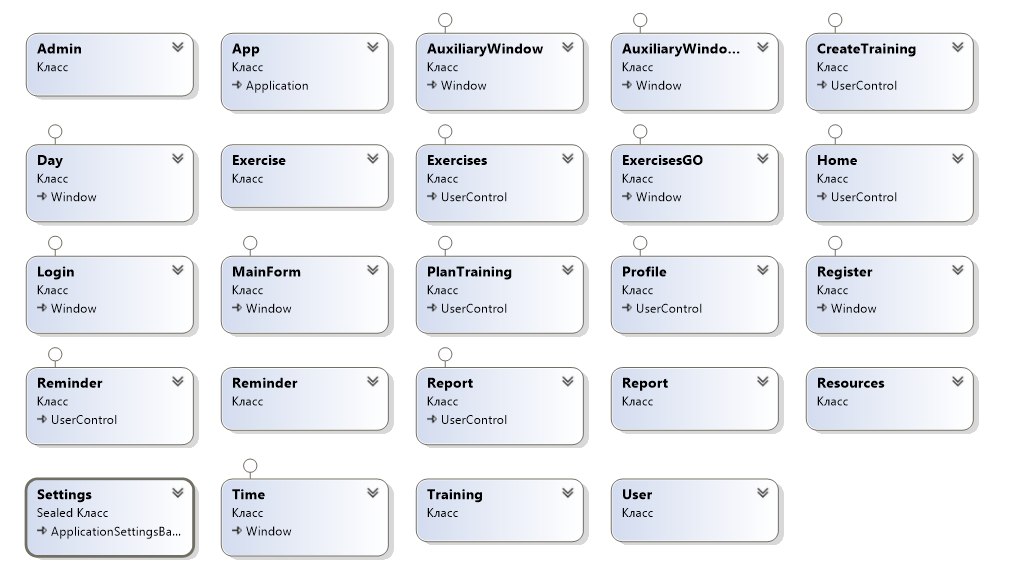 Admin
Класс
App
Класс
Application
AuxiliaryWindow
Класс
Window
AuxiliaryWindo...
Класс
Window
CreateTraining
Класс
UserControl
Day
Класс
Window
Exercise
Класс
Exercises
Класс
UserControl
ExercisesGO
Класс
Window
Home
Класс
UserControl
Login
Класс
Window
MainForm
Класс
Window
PlanTraining
Класс
UserControl
Profile
Класс
UserControl
Register
Класс
Window
Reminder
Класс
UserControl
Reminder
Класс
Report
Класс
UserControl
Report
Класс
Resources
Класс
Settings
Sealed Класс
ApplicationSettingsBa...
Time
Класс
Window
Training
Класс
User
Класс